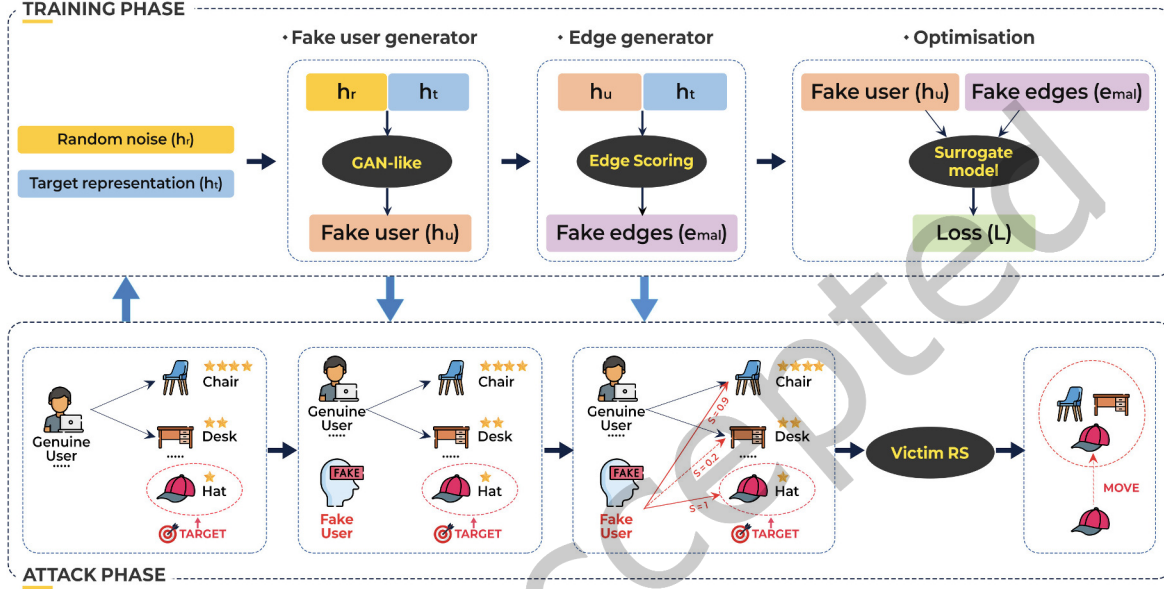 TRAINING PHASE
• Fake user generator
• Edge generator
• Optimisation
Random noise (hr)
Target representation (ht)
hr ht
GAN-like
Fake user (hu)
hu ht
Edge Scoring
Fake edges (emal)
Fake user (hu) Fake edges (emal)
Surrogate
model
Loss (L)
Accepted
Genuine
User
.....
Chair
Desk
.....
Hat
TARGET
Genuine
User
.....
FAKE
Fake
User
Chair
Desk
.....
Hat
TARGET
Genuine
User
.....
FAKE
Fake
User
S=0.9
S=0.2
S=1
Chair
Desk
.....
Hat
TARGET
Victim RS
MOVE
ATTACK PHASE